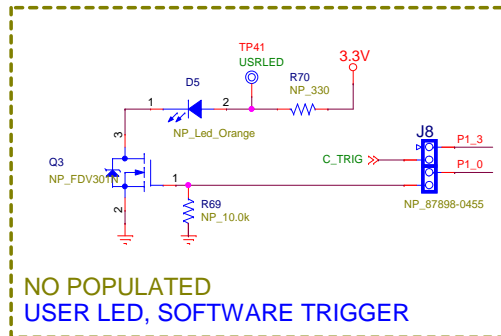 TP41
USRLED
3.3V
D5
R70
1
2
NP_330
NP_Led_Orange
J8
P1_3
3
C_TRIG
P1_0
Q3
NP_FDV301N
1
2
R69
NP_10.0k
NP_87898-0455
NO POPULATED
USER LED, SOFTWARE TRIGGER